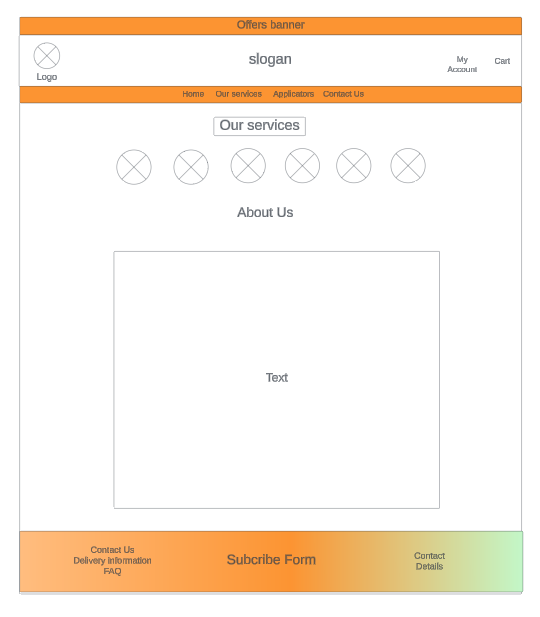 Offers banner
slogan
My
Account
Cart
Logo
Home Our services Applicators Contact Us
Our services
About Us
Text
Contact Us
Delivery Information
FAQ
Subcribe Form
Contact
Details